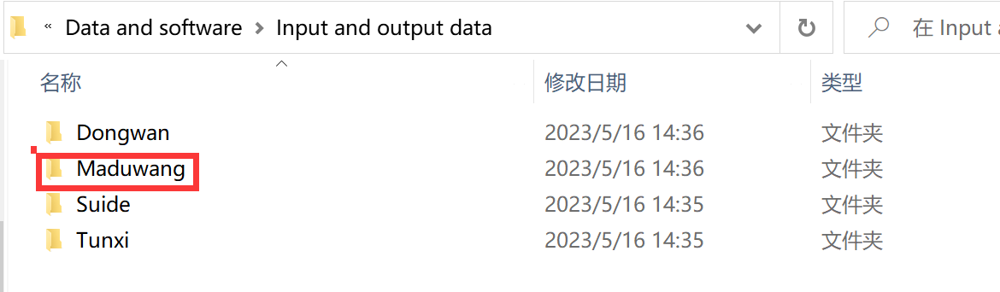 « Data and software > Input and output data 在 Input a
名称 修改日期 类型
Dongwan 2023/5/16 14:36 文件夹
Maduwang 2023/5/16 14:36 文件夹
Suide 2023/5/16 14:35 文件夹
Tunxi 2023/5/16 14:35 文件夹